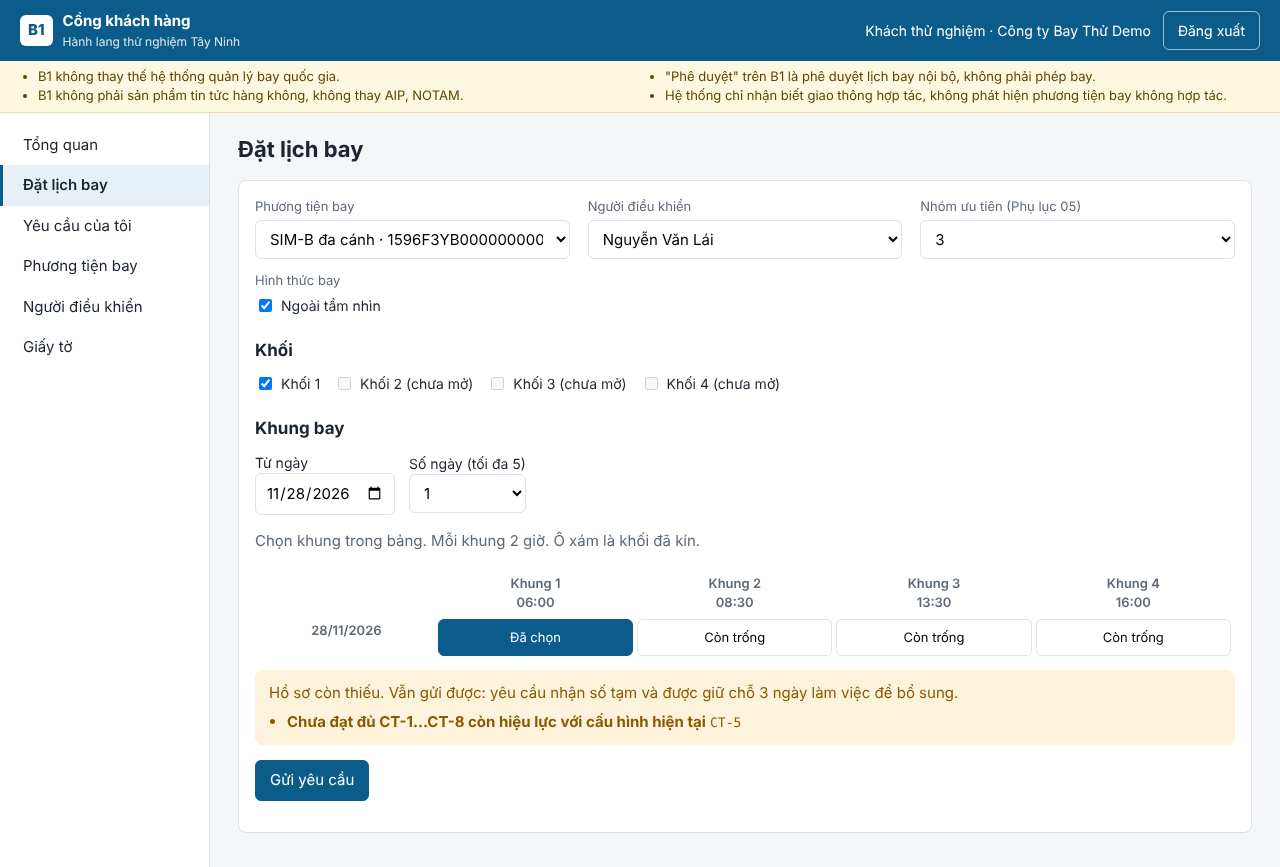 B1
Cổng khách hàng
Hành lang thử nghiệm Tây Ninh
Khách thử nghiệm · Công ty Bay Thử Demo
Đăng xuất
B1 không thay thế hệ thống quản lý bay quốc gia.
B1 không phải sản phẩm tin tức hàng không, không thay AIP, NOTAM.
"Phê duyệt" trên B1 là phê duyệt lịch bay nội bộ, không phải phép bay.
Hệ thống chỉ nhận biết giao thông hợp tác, không phát hiện phương tiện bay không hợp tác.
Tổng quan
Đặt lịch bay
Yêu cầu của tôi
Phương tiện bay
Người điều khiển
Giấy tờ
Đặt lịch bay
Phương tiện bay
SIM-B đa cánh · 1596F3YB000000000
Người điều khiển
Nguyễn Văn Lái
Nhóm ưu tiên (Phụ lục 05)
3
Hình thức bay
Ngoài tầm nhìn
Khối
Khối 1
Khối 2 (chưa mở)
Khối 3 (chưa mở)
Khối 4 (chưa mở)
Khung bay
Từ ngày
11/28/2026
Số ngày (tối đa 5)
1
Chọn khung trong bảng. Mỗi khung 2 giờ. Ô xám là khối đã kín.
Khung 1
06:00
Khung 2
08:30
Khung 3
13:30
Khung 4
16:00
28/11/2026
Đã chọn
Còn trống
Còn trống
Còn trống
Hồ sơ còn thiếu. Vẫn gửi được: yêu cầu nhận số tạm và được giữ chỗ 3 ngày làm việc để bổ sung.
Chưa đạt đủ CT-1…CT-8 còn hiệu lực với cấu hình hiện tại CT-5
Gửi yêu cầu